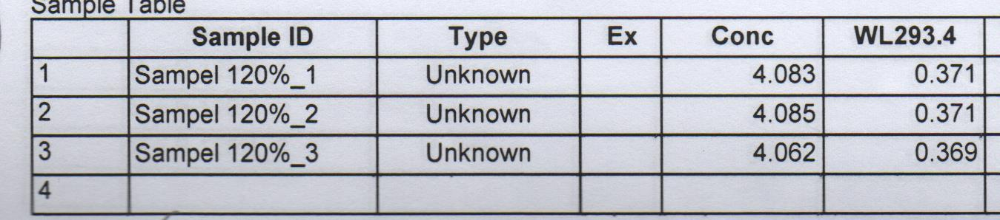 Sample Table
Sample ID Type Ex Conc WL293.4
1 Sampel 120%_1 Unknown 4.083 0.371
2 Sampel 120%_2 Unknown 4.085 0.371
3 Sampel 120%_3 Unknown 4.062 0.369
4